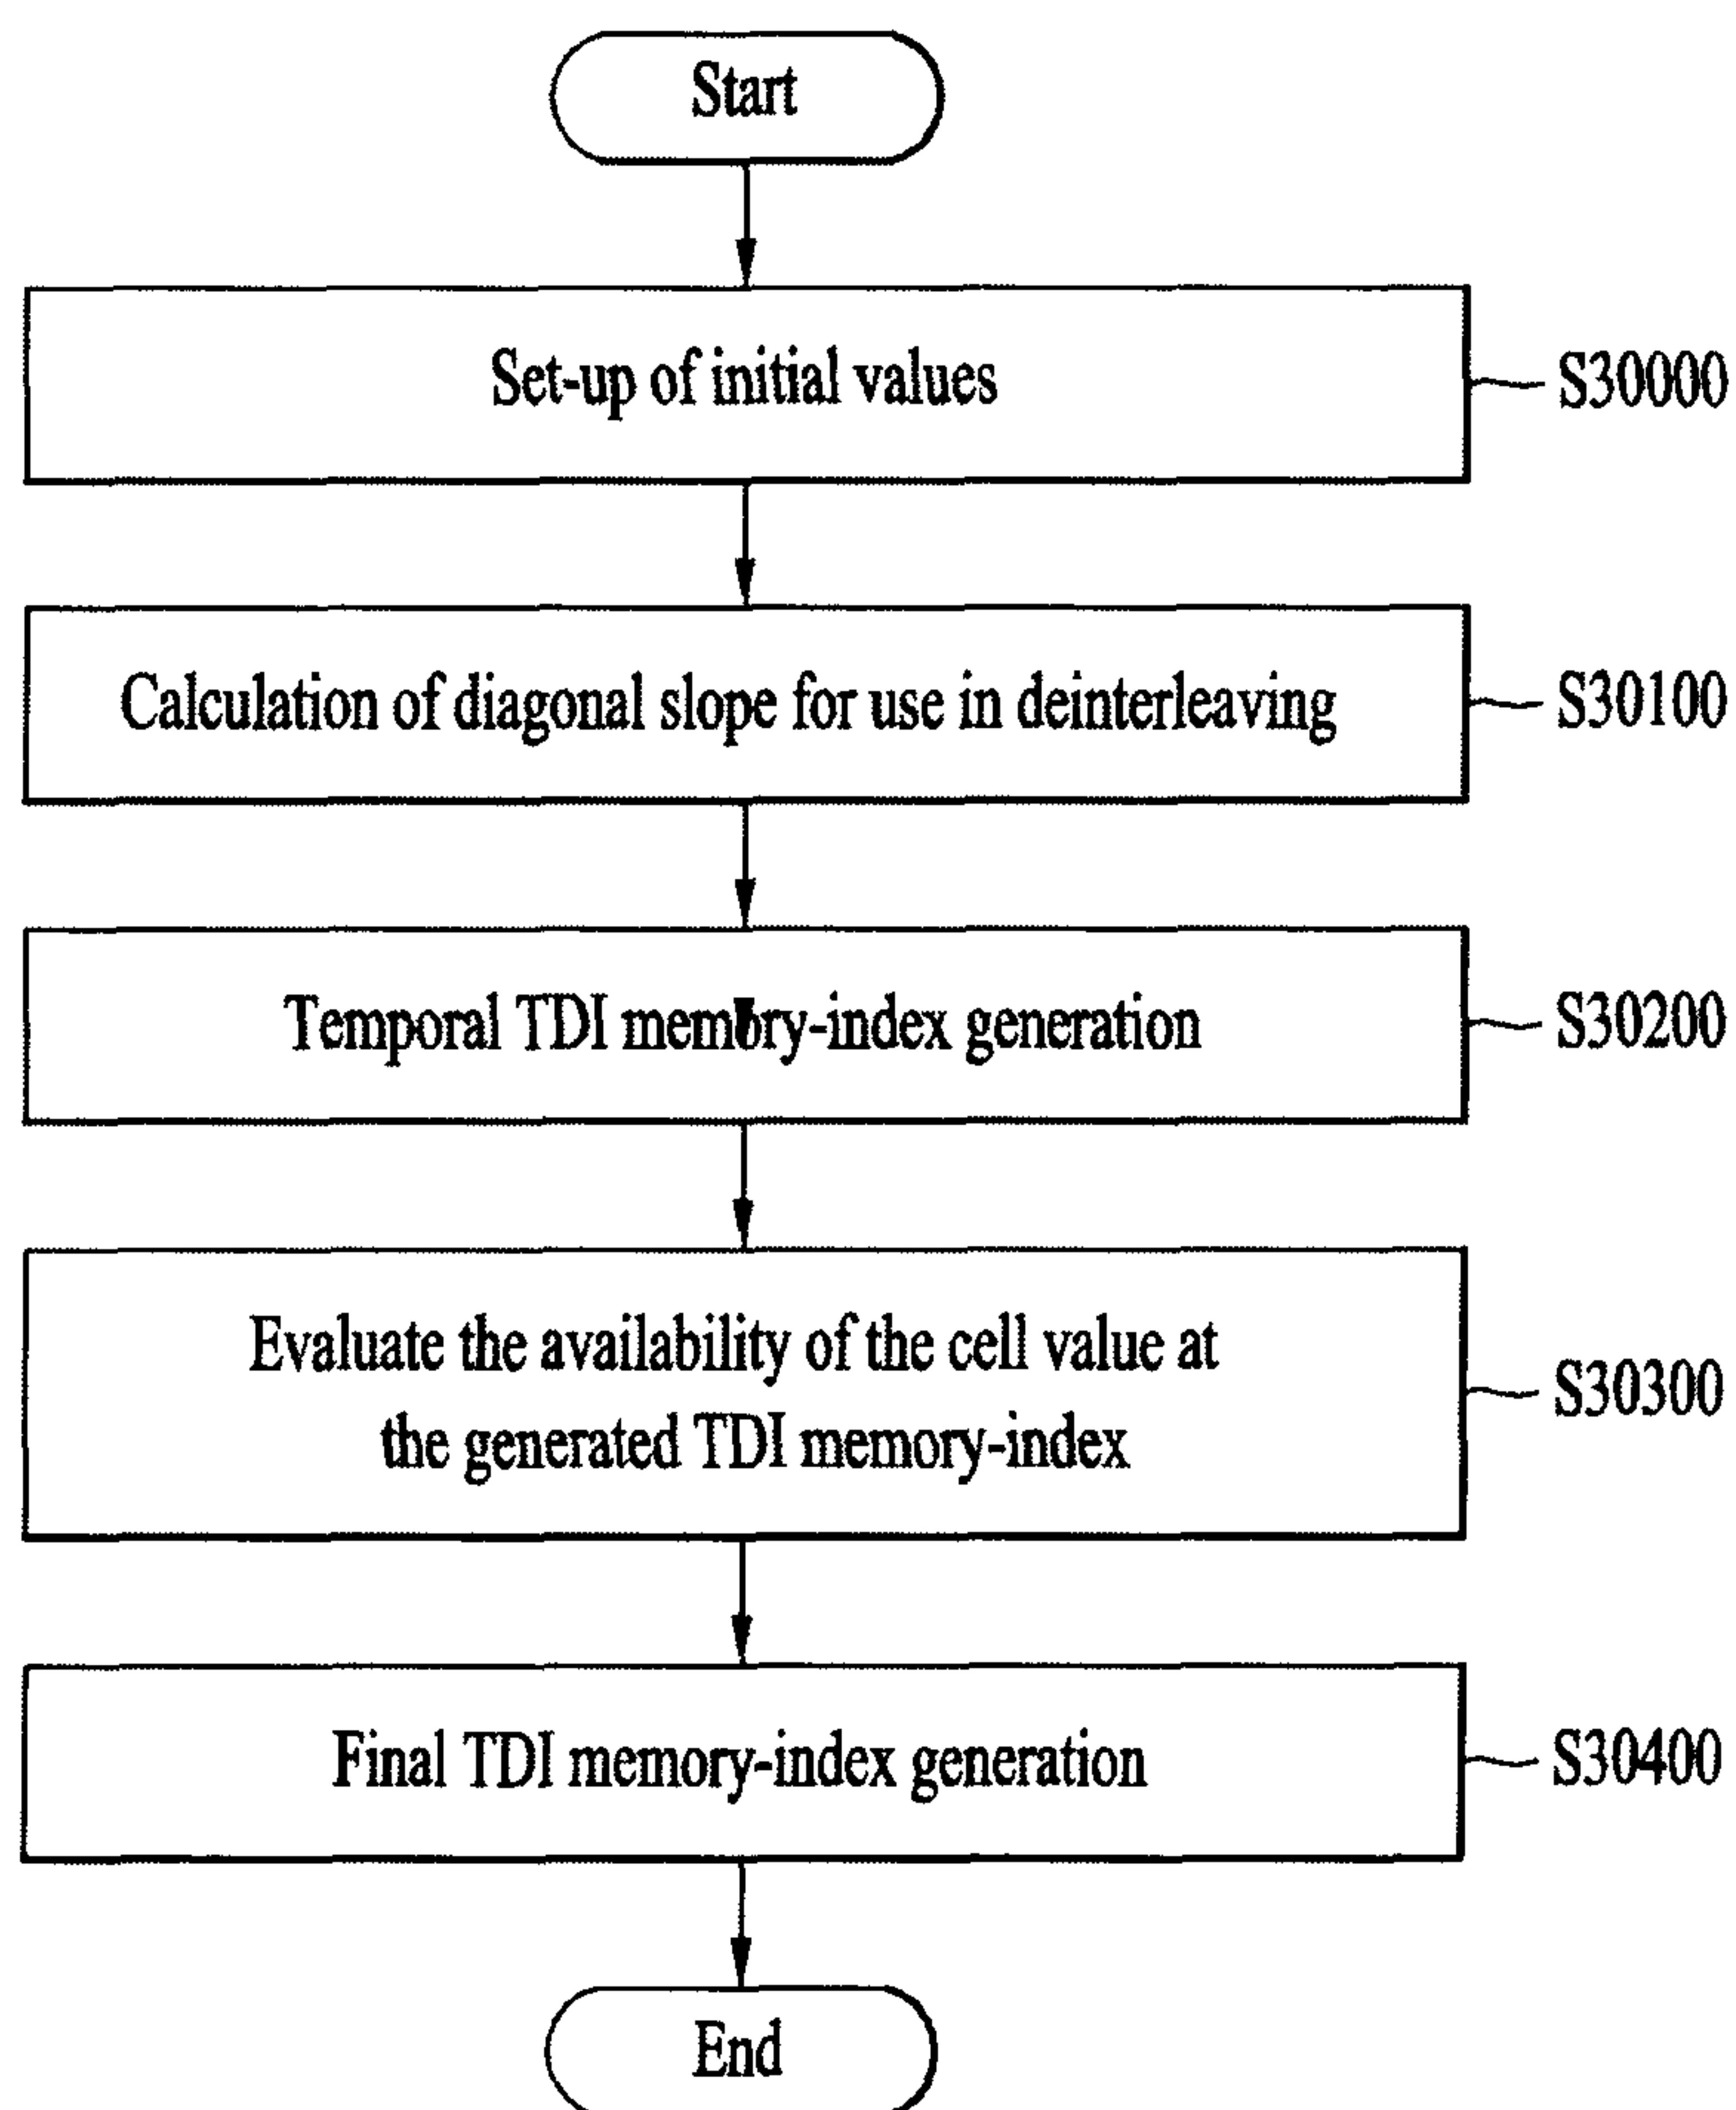 Start
Set-up of initial values
S30000
Calculation of diagonal slope for use in deinterleaving
S30100
Temporal TDI memory-index generation
S30200
Evaluate the availability of the cell value at
the generated TDI memory-index
S30300
Final TDI memory-index generation
S30400
End